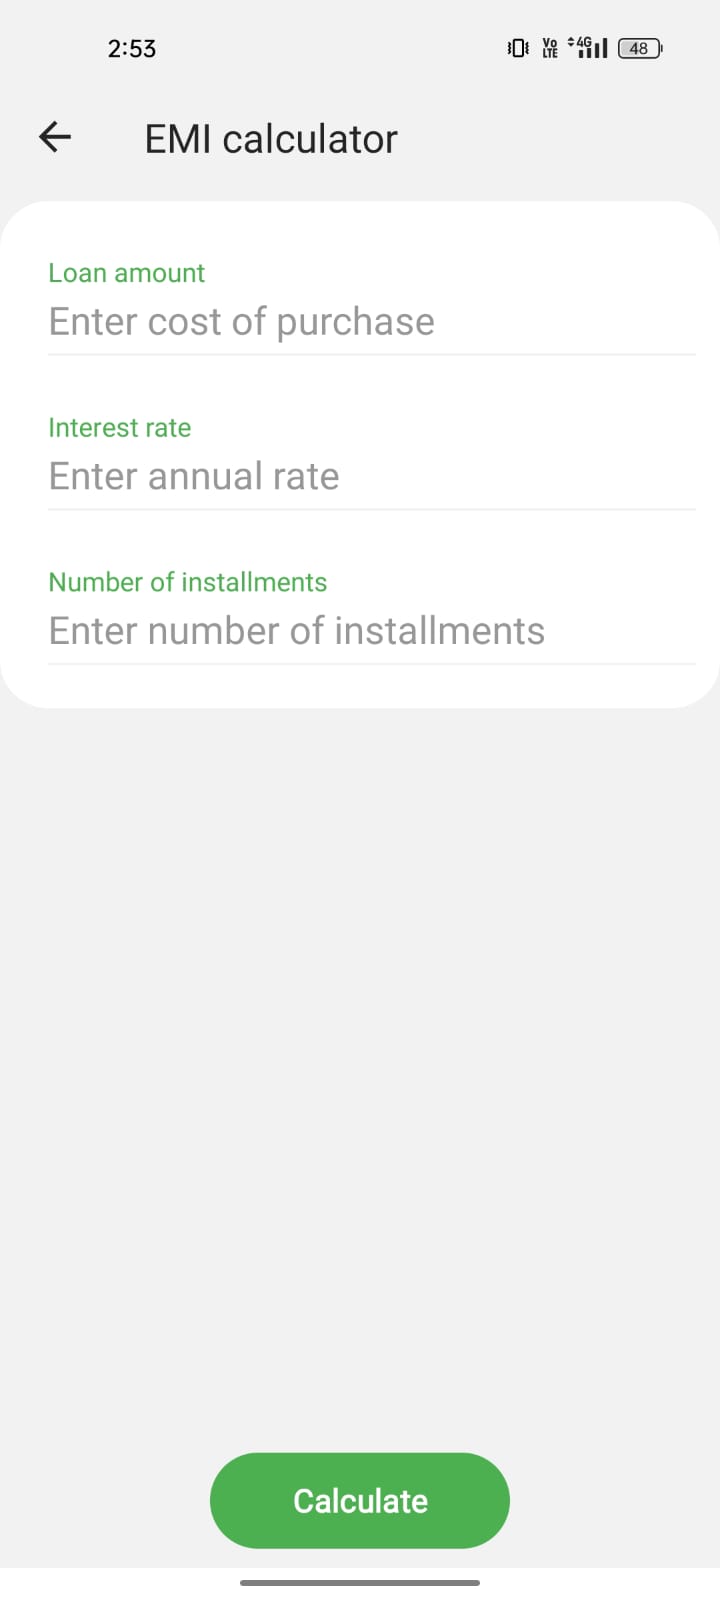 2:53 Vo LTE 4G 48
EMI calculator
Loan amount
Enter cost of purchase
Interest rate
Enter annual rate
Number of installments
Enter number of installments
Calculate